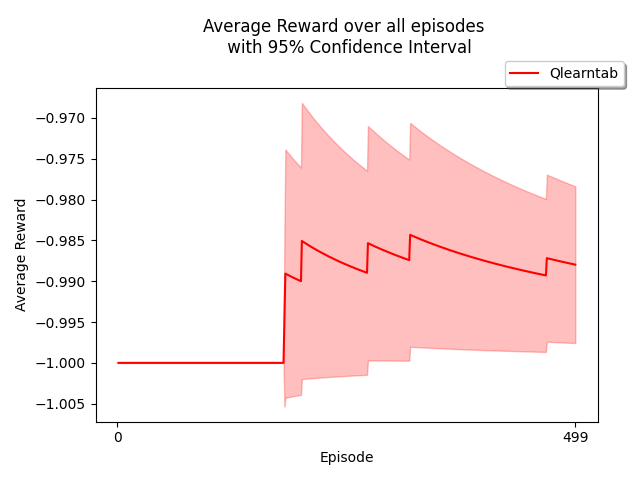 Average Reward over all episodes
with 95% Confidence Interval
Qlearntab
−0.970
−0.975
−0.980
−0.985
−0.990
−0.995
−1.000
−1.005
Average Reward
0
499
Episode